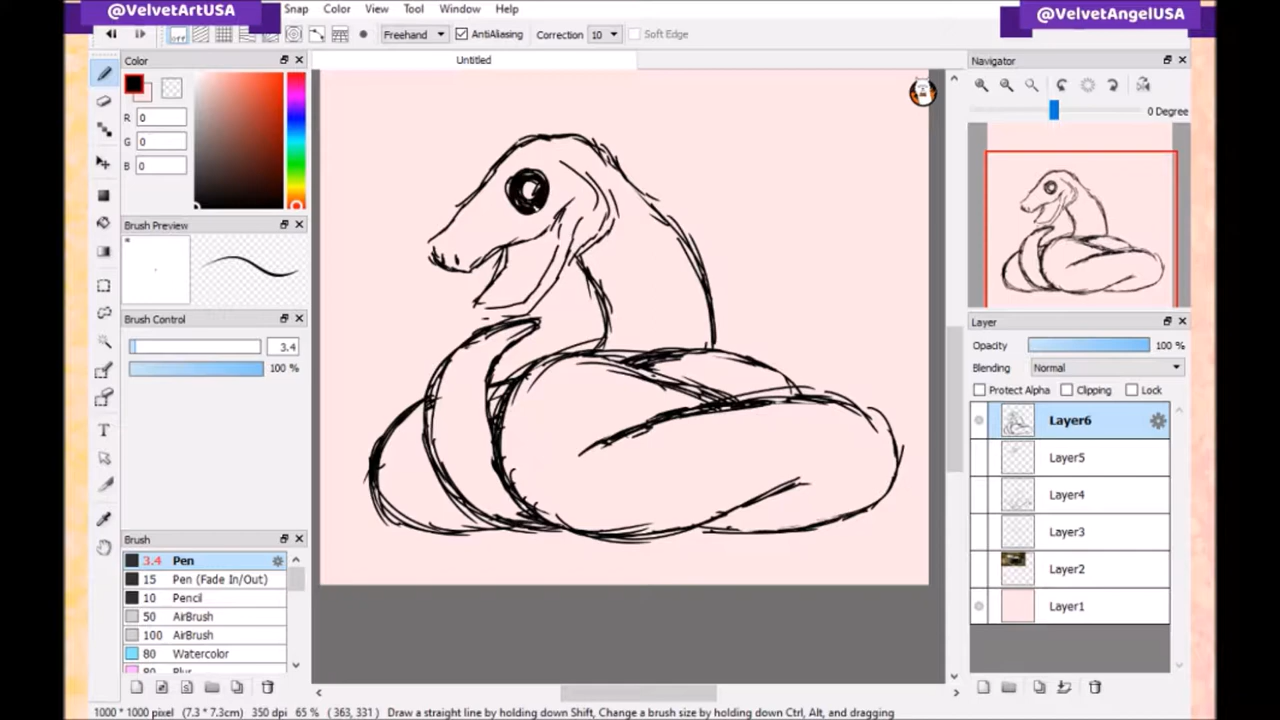 @VelvetArtUSA
Snap Color View Tool Window Help
@VelvetAngelUSA
off Freehand AntiAliasing Correction 10 Soft Edge
Color
Untitled
Navigator
R 0
G 0
B 0
0 Degree
Brush Preview
Brush Control
3.4
100 %
Layer
Opacity 100 %
Blending Normal
Protect Alpha Clipping Lock
Layer6
Layer5
Layer4
Layer3
Layer2
Layer1
Brush
3.4 Pen
15 Pen (Fade In/Out)
10 Pencil
50 AirBrush
100 AirBrush
80 Watercolor
80 Blur
1000 * 1000 pixel (7.3 * 7.3cm) 350 dpi 65 % ( 363, 331 ) Draw a straight line by holding down Shift, Change a brush size by holding down Ctrl, Alt, and dragging